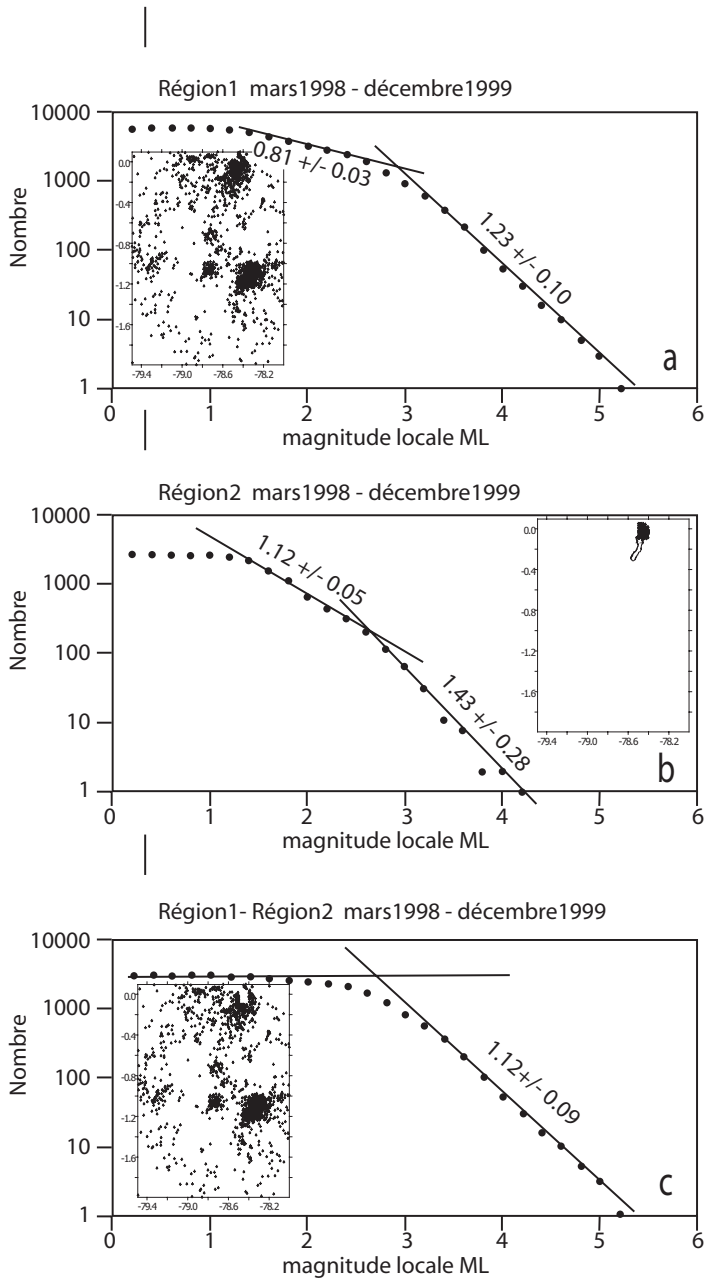 Région1 mars1998 - décembre1999
10000
1000
100
10
1
Nombre
0.81 +/- 0.03
1.23 +/- 0.10
0.0
-0.4
-0.8
-1.2
-1.6
-79.4 -79.0 -78.6 -78.2
a
0 1 2 3 4 5 6
magnitude locale ML
Région2 mars1998 - décembre1999
10000
1000
100
10
1
Nombre
1.12 +/- 0.05
1.43 +/- 0.28
0.0
-0.4
-0.8
-1.2
-1.6
-79.4 -79.0 -78.6 -78.2
b
0 1 2 3 4 5 6
magnitude locale ML
Région1- Région2 mars1998 - décembre1999
10000
1000
100
10
1
Nombre
1.12+/- 0.09
0.0
-0.4
-0.8
-1.2
-1.6
-79.4 -79.0 -78.6 -78.2
c
0 1 2 3 4 5 6
magnitude locale ML